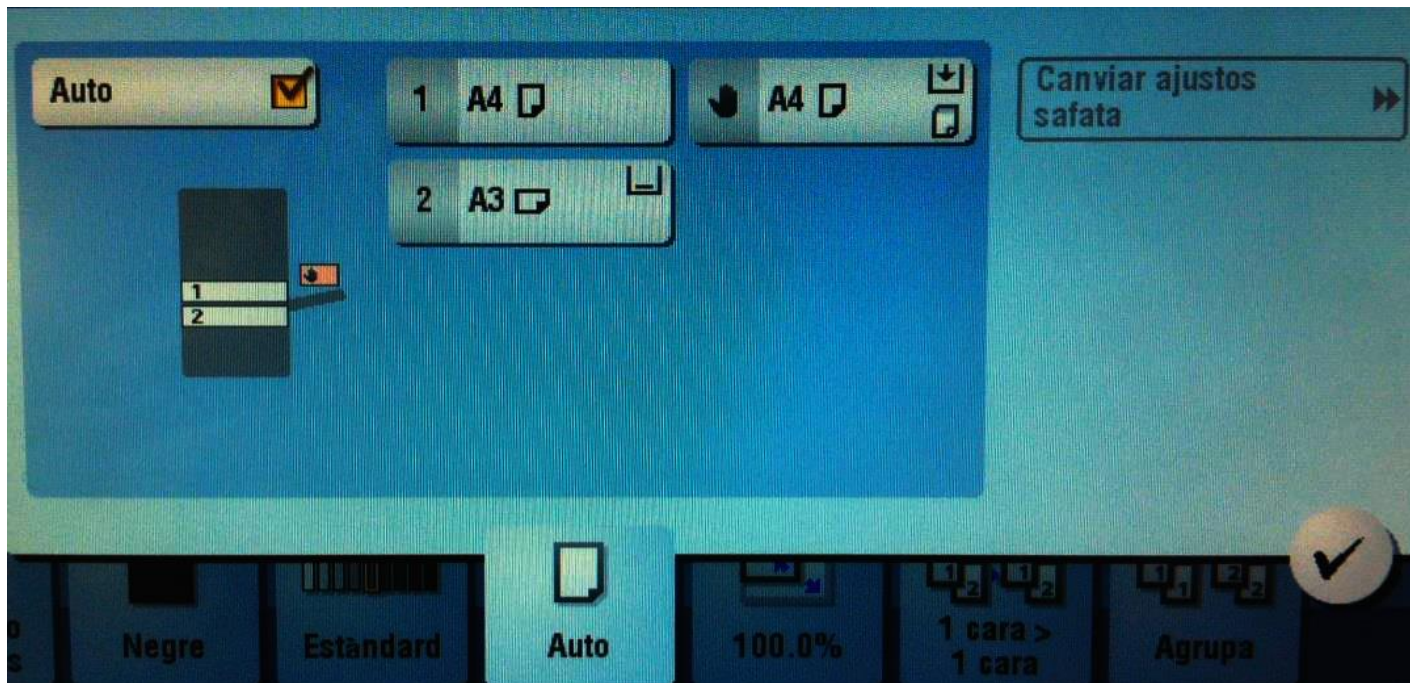 Auto
1 A4
A4
Canviar ajustos
safata
2 A3
1
2
Negre
Estàndard
Auto
100.0%
1 cara >
1 cara
Agrupa